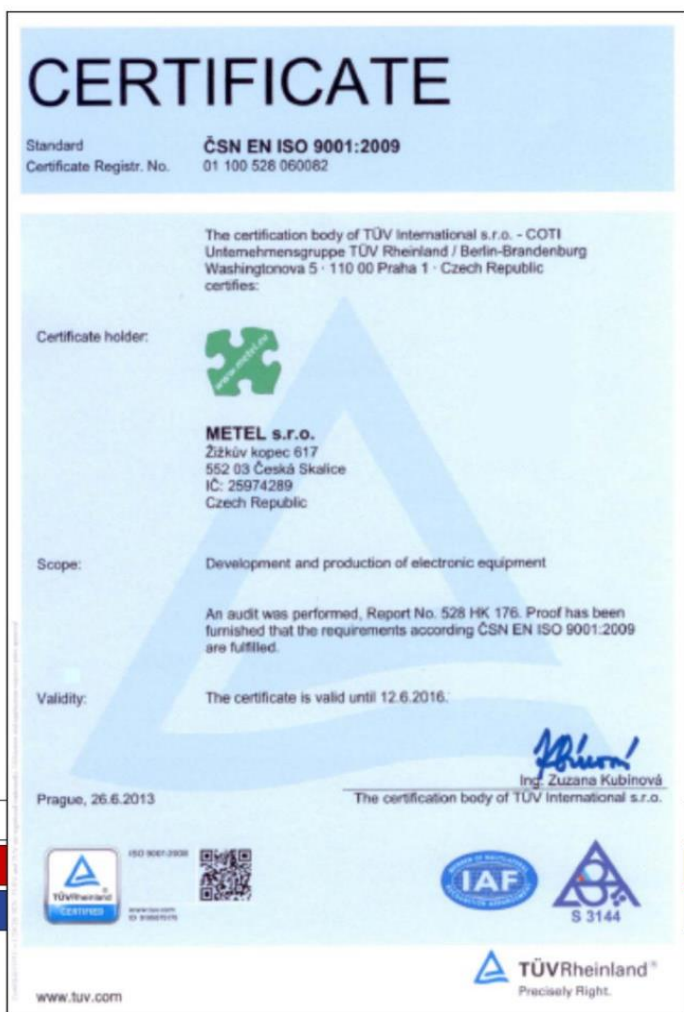 CERTIFICATE
Standard ČSN EN ISO 9001:2009
Certificate Registr. No. 01 100 528 060082
The certification body of TÜV International s.r.o. - COTI
Unternehmensgruppe TÜV Rheinland / Berlin-Brandenburg
Washingtonova 5 · 110 00 Praha 1 · Czech Republic
certifies:
Certificate holder:
www.metel.eu
METEL s.r.o.
Žižkův kopec 617
552 03 Česká Skalice
IČ: 25974289
Czech Republic
Scope: Development and production of electronic equipment
An audit was performed, Report No. 528 HK 176. Proof has been
furnished that the requirements according ČSN EN ISO 9001:2009
are fulfilled.
Validity: The certificate is valid until 12.6.2016.
Ing. Zuzana Kubinová
Prague, 26.6.2013 The certification body of TÜV International s.r.o.
TÜVRheinland®
CERTIFIED
ISO 9001:2008
www.tuv.com
IAF
S 3144
TÜVRheinland®
Precisely Right.
www.tuv.com